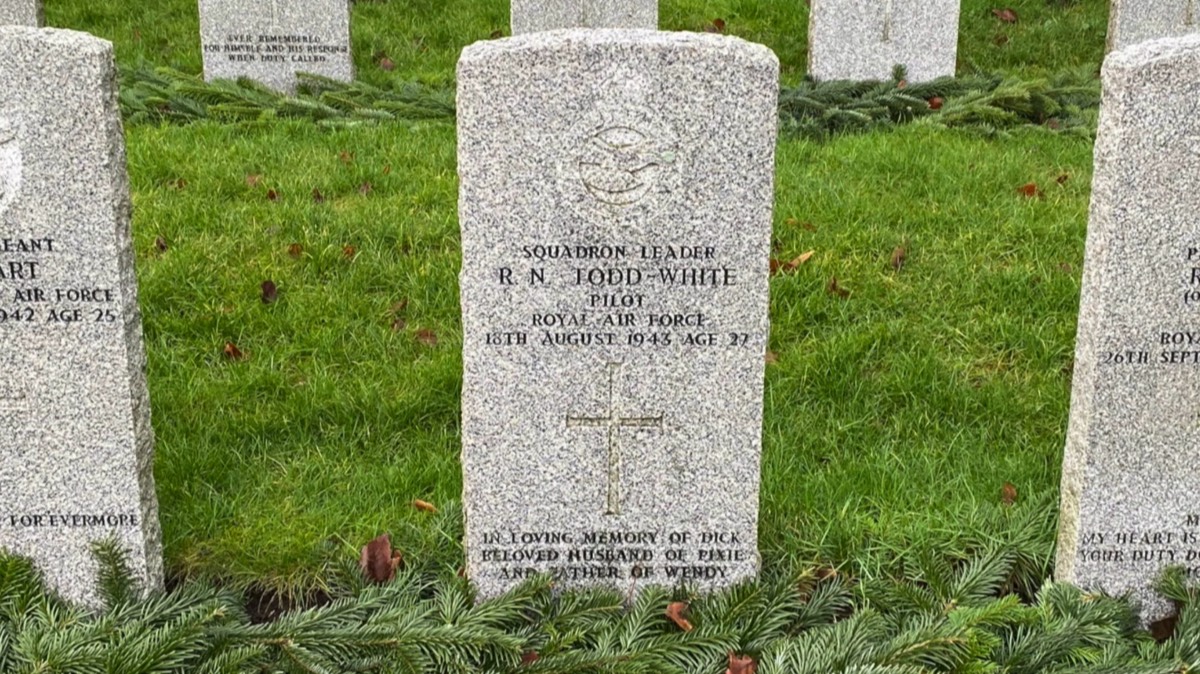 EVER REMEMBERED
FOR HIMSELF AND HIS RESPONSE
WHEN DUTY CALLED
EANT
ART
AIR FORCE
1942 AGE 25
FOR EVERMORE
SQUADRON LEADER
R. N. TODD-WHITE
PILOT
ROYAL AIR FORCE
18TH AUGUST 1943 AGE 27
IN LOVING MEMORY OF DICK
BELOVED HUSBAND OF PIXIE
AND FATHER OF WENDY
P
R
ROY
26TH SEPT
MY HEART IS
YOUR DUTY D